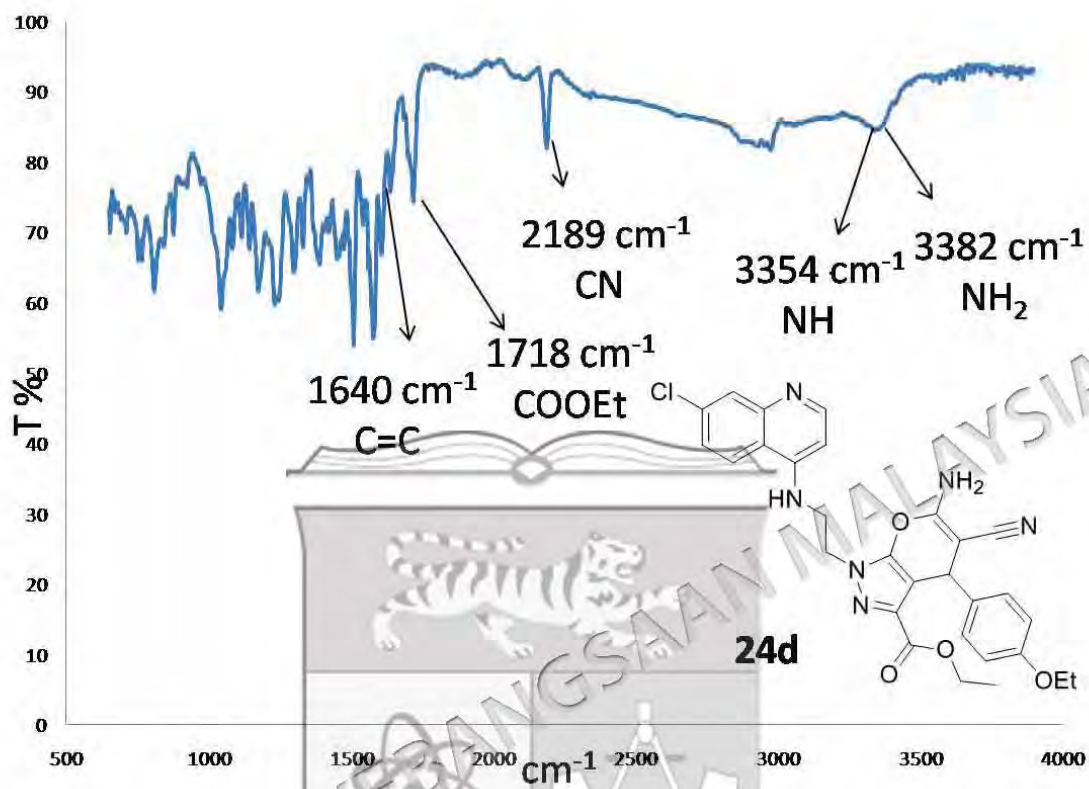 100
90
80
70
60
50
40
30
20
10
0
T %
500 1000 1500 2000 2500 3000 3500 4000
cm⁻¹
2189 cm⁻¹
CN
3354 cm⁻¹
NH
3382 cm⁻¹
NH₂
1640 cm⁻¹
C=C
1718 cm⁻¹
COOEt
Cl
N
HN
NH₂
O
N
N
N
O
O
OEt
24d
ANGSAAN MALAYSIA